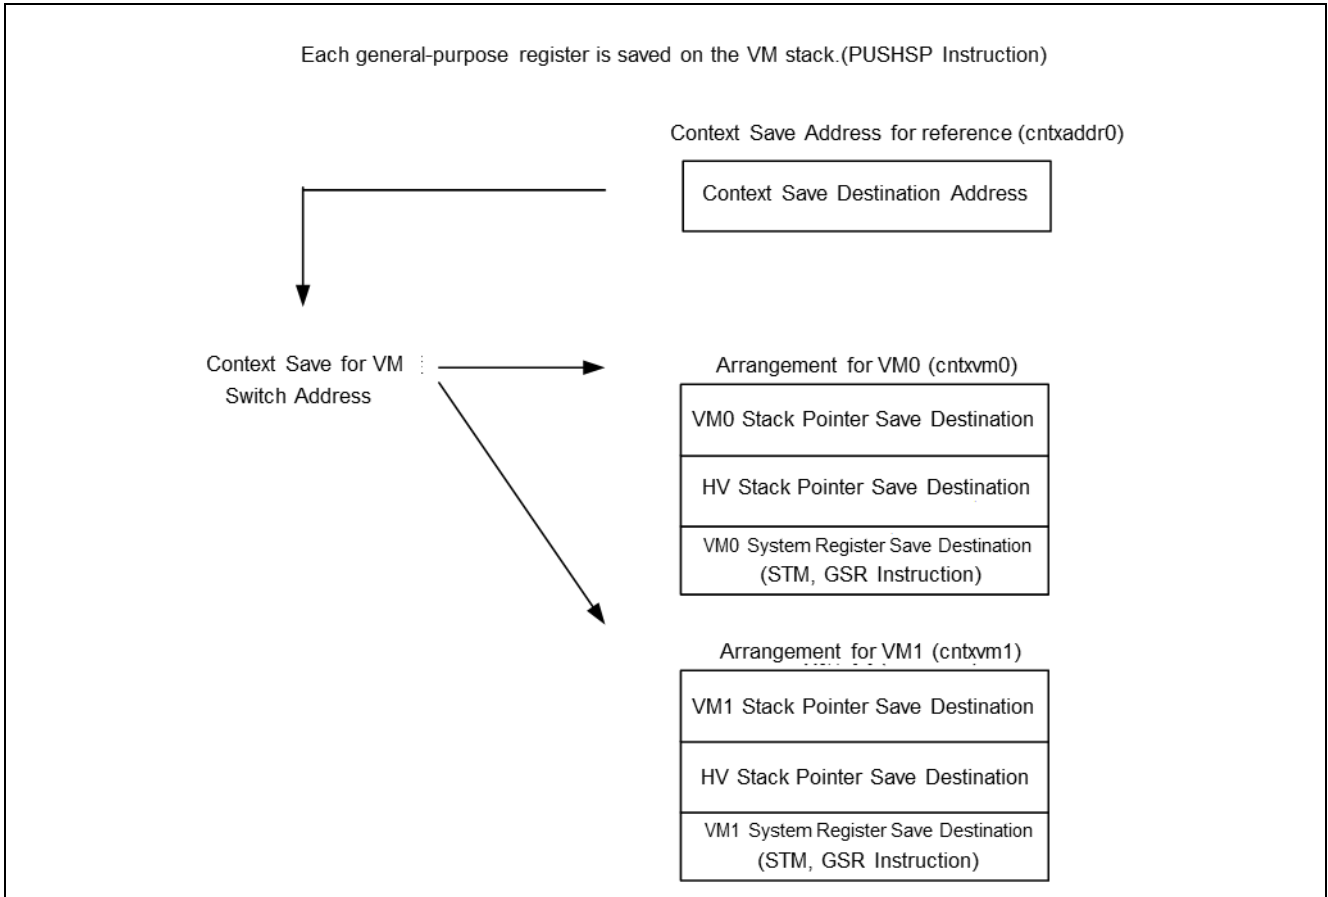 Each general-purpose register is saved on the VM stack.(PUSHSP Instruction)
Context Save Address for reference (cntxaddr0)
Context Save Destination Address
Context Save for VM
Switch Address
Arrangement for VM0 (cntxvm0)
VM0 Stack Pointer Save Destination
HV Stack Pointer Save Destination
VM0 System Register Save Destination
(STM, GSR Instruction)
Arrangement for VM1 (cntxvm1)
VM1 Stack Pointer Save Destination
HV Stack Pointer Save Destination
VM1 System Register Save Destination
(STM, GSR Instruction)